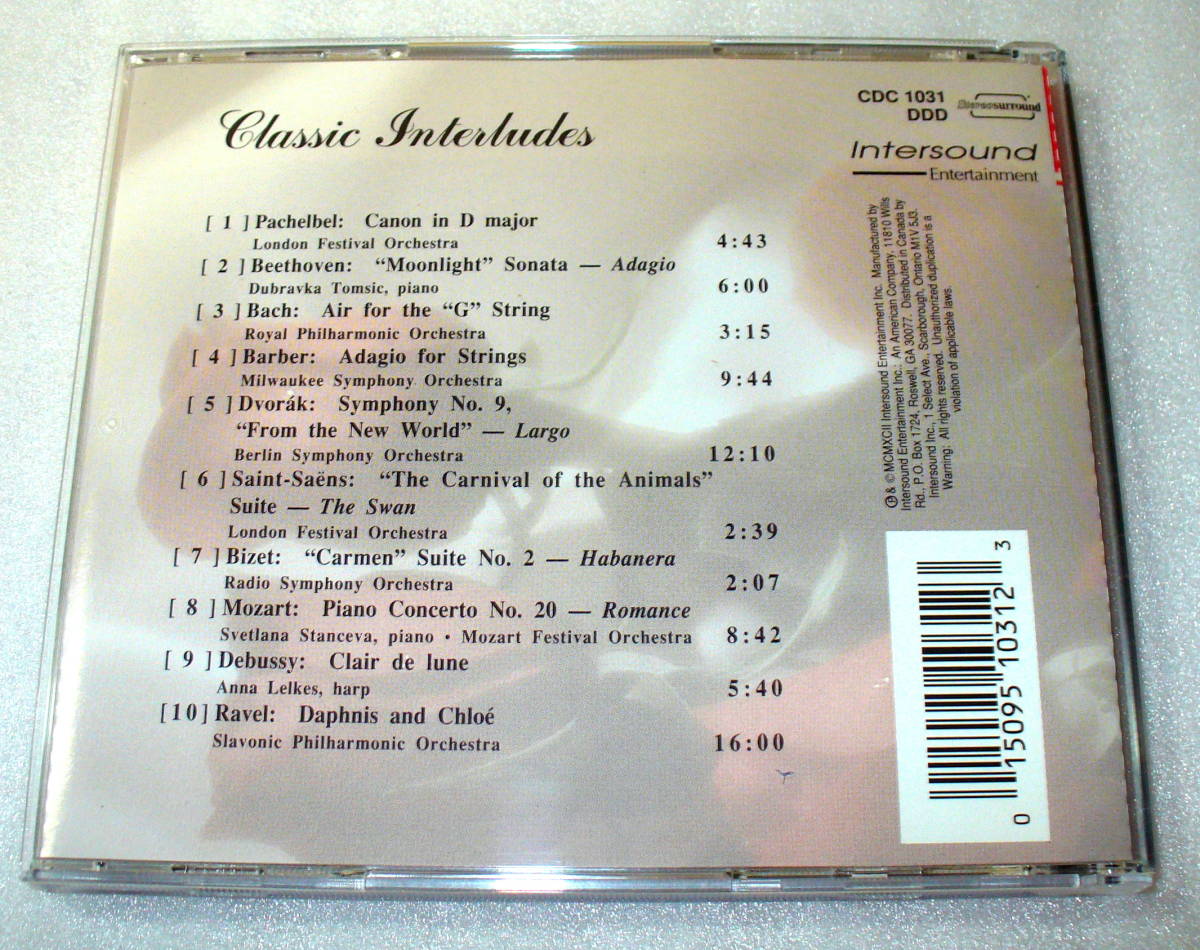 Classic Interludes
CDC 1031
DDD
Stereosurround
Intersound
Entertainment
[ 1 ] Pachelbel: Canon in D major
London Festival Orchestra 4:43
[ 2 ] Beethoven: “Moonlight” Sonata — Adagio
Dubravka Tomsic, piano 6:00
[ 3 ] Bach: Air for the “G” String
Royal Philharmonic Orchestra 3:15
[ 4 ] Barber: Adagio for Strings
Milwaukee Symphony Orchestra 9:44
[ 5 ] Dvorák: Symphony No. 9,
“From the New World” — Largo
Berlin Symphony Orchestra 12:10
[ 6 ] Saint-Saëns: “The Carnival of the Animals”
Suite — The Swan
London Festival Orchestra 2:39
[ 7 ] Bizet: “Carmen” Suite No. 2 — Habanera
Radio Symphony Orchestra 2:07
[ 8 ] Mozart: Piano Concerto No. 20 — Romance
Svetlana Stanceva, piano • Mozart Festival Orchestra 8:42
[ 9 ] Debussy: Clair de lune
Anna Lelkes, harp 5:40
[10] Ravel: Daphnis and Chloé
Slavonic Philharmonic Orchestra 16:00
℗ & © MCMXCII Intersound Entertainment Inc. Manufactured by
Intersound Entertainment Inc.: An American Company, 11810 Wills
Rd., P.O. Box 1724, Roswell, GA 30077. Distributed in Canada by
Intersound Inc., 1 Select Ave., Scarborough, Ontario M1V 5J3.
Warning: All rights reserved. Unauthorized duplication is a
violation of applicable laws.
0 15095 10312 3